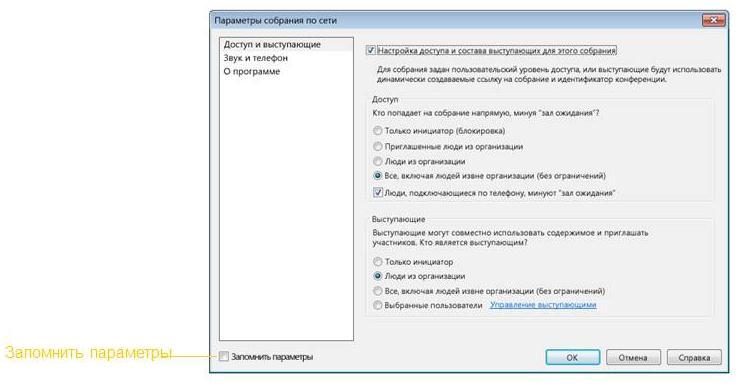 Параметры собрания по сети
Доступ и выступающие
Звук и телефон
О программе
Настройка доступа и состава выступающих для этого собрания
Для собрания задан пользовательский уровень доступа, или выступающие будут использовать
динамически создаваемые ссылку на собрание и идентификатор конференции.
Доступ
Кто попадает на собрание напрямую, минуя "зал ожидания"?
Только инициатор (блокировка)
Приглашенные люди из организации
Люди из организации
Все, включая людей извне организации (без ограничений)
Люди, подключающиеся по телефону, минуют "зал ожидания"
Выступающие
Выступающие могут совместно использовать содержимое и приглашать
участников. Кто является выступающим?
Только инициатор
Люди из организации
Все, включая людей извне организации (без ограничений)
Выбранные пользователи Управление выступающими
Запомнить параметры
Запомнить параметры
ОК Отмена Справка